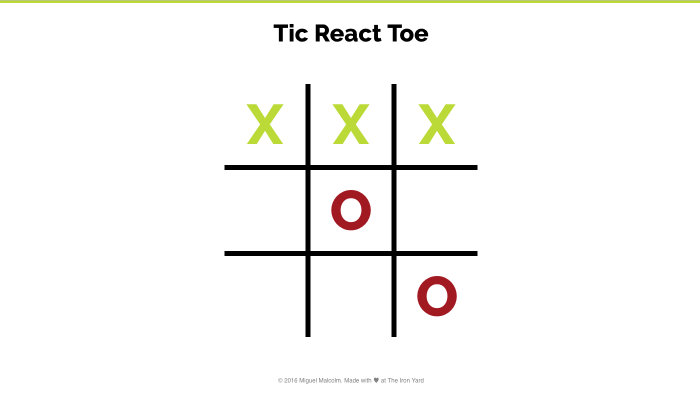 Tic React Toe
X X X
O
O
© 2016 Miguel Malcolm. Made with ♥ at The Iron Yard